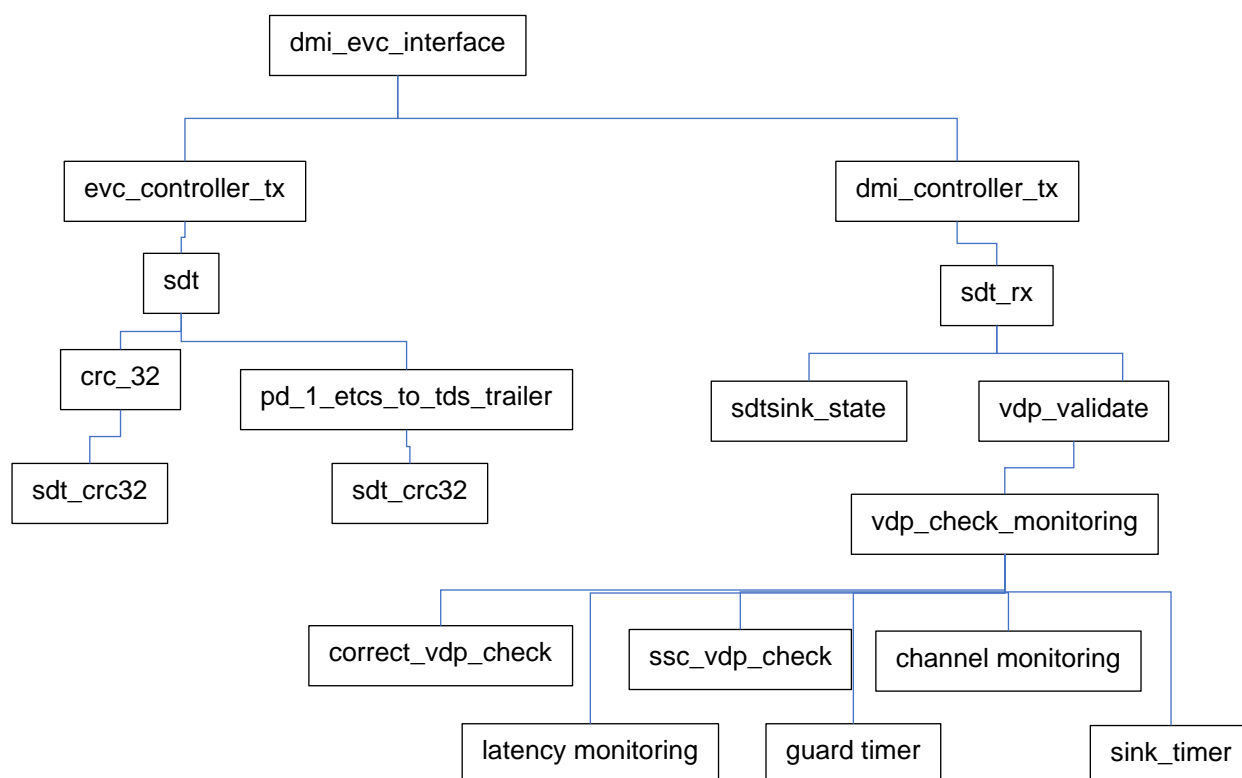 dmi_evc_interface
evc_controller_tx
dmi_controller_tx
sdt
sdt_rx
crc_32
pd_1_etcs_to_tds_trailer
sdtsink_state
vdp_validate
sdt_crc32
sdt_crc32
vdp_check_monitoring
correct_vdp_check
ssc_vdp_check
channel monitoring
latency monitoring
guard timer
sink_timer